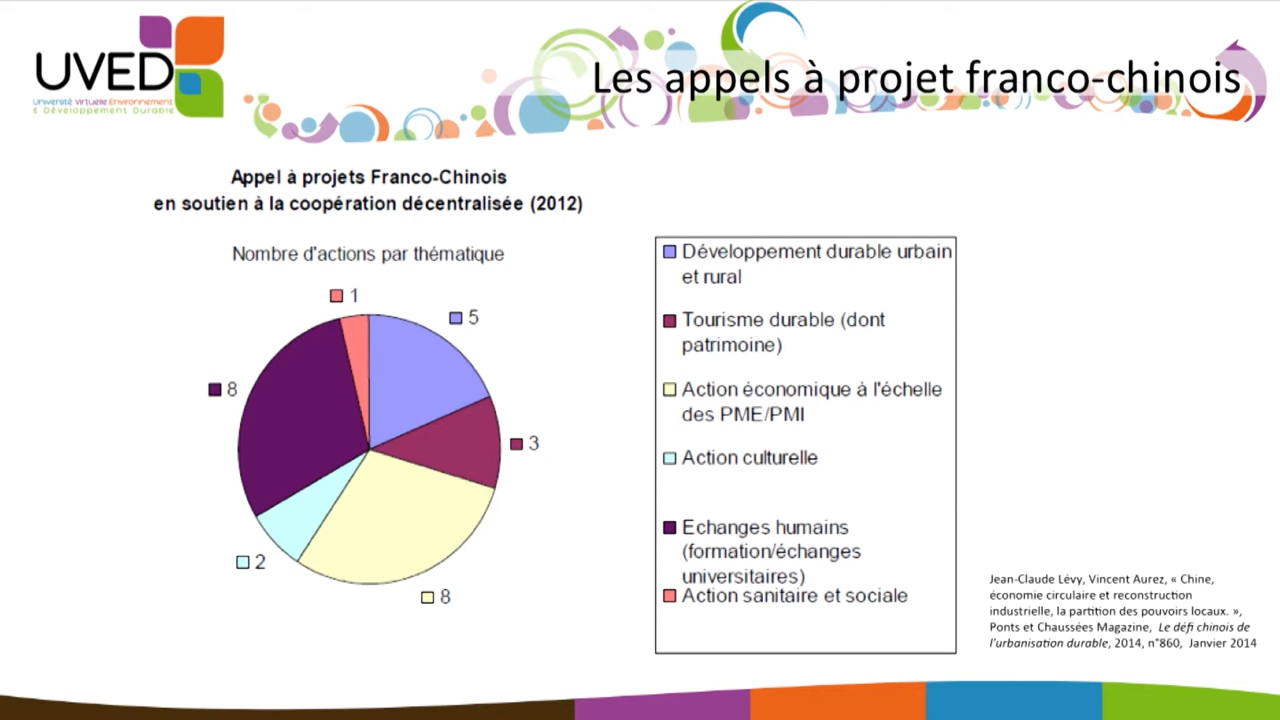 UVED
Université Virtuelle Environnement
& Développement Durable
Les appels à projet franco-chinois
Appel à projets Franco-Chinois
en soutien à la coopération décentralisée (2012)
Nombre d'actions par thématique
1
5
8
3
2
8
Développement durable urbain
et rural
Tourisme durable (dont
patrimoine)
Action économique à l'échelle
des PME/PMI
Action culturelle
Echanges humains
(formation/échanges
universitaires)
Action sanitaire et sociale
Jean-Claude Lévy, Vincent Aurez, « Chine,
économie circulaire et reconstruction
industrielle, la partition des pouvoirs locaux. »,
Ponts et Chaussées Magazine, Le défi chinois de
l'urbanisation durable, 2014, n°860, Janvier 2014